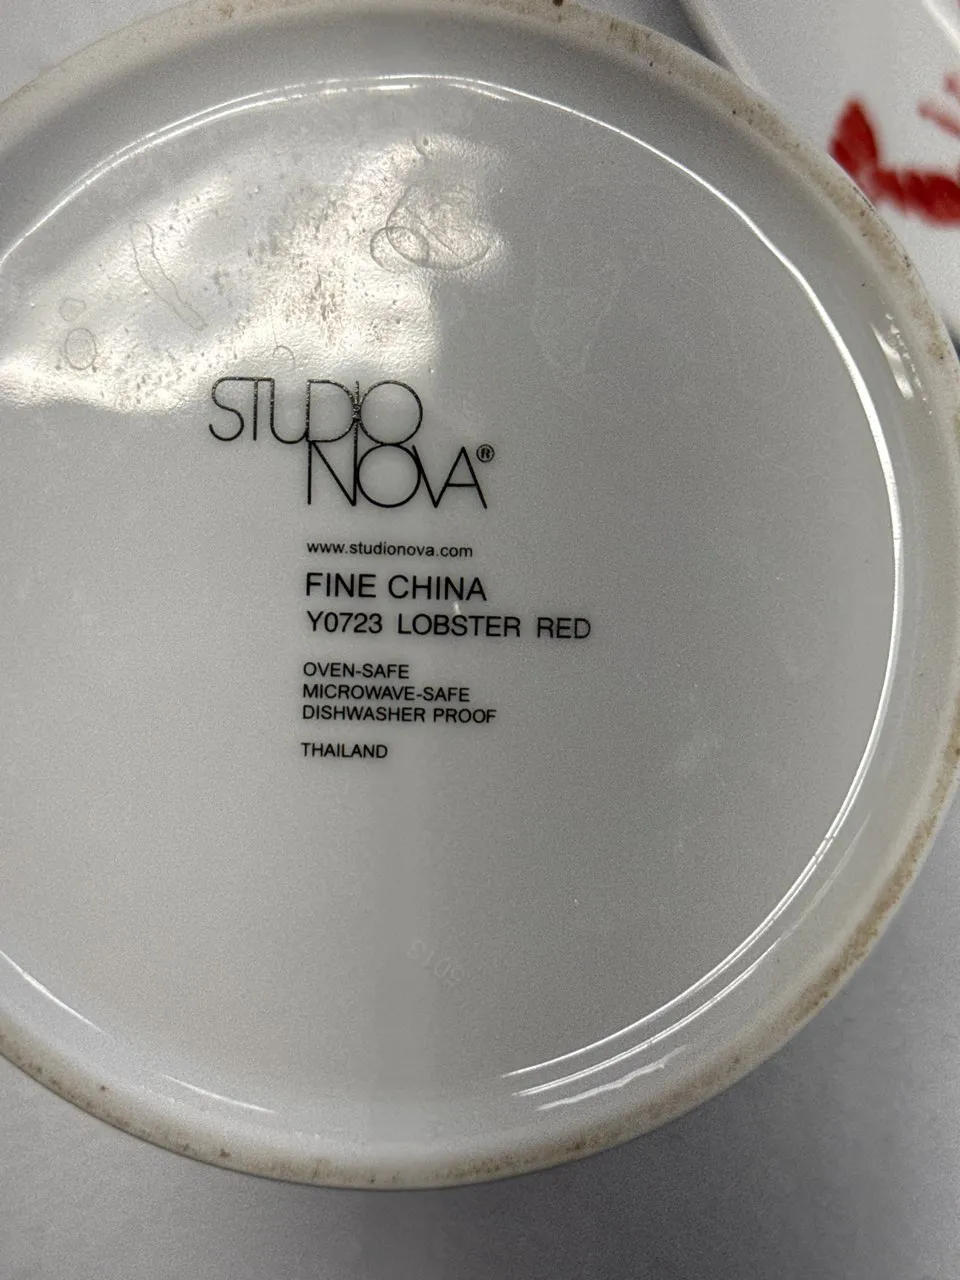 STUDIO
NOVA®
www.studionova.com
FINE CHINA
Y0723 LOBSTER RED
OVEN-SAFE
MICROWAVE-SAFE
DISHWASHER PROOF
THAILAND